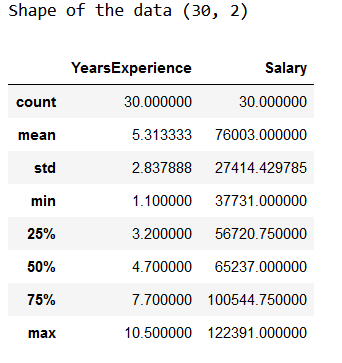 Shape of the data (30, 2)
YearsExperience Salary
count 30.000000 30.000000
mean 5.313333 76003.000000
std 2.837888 27414.429785
min 1.100000 37731.000000
25% 3.200000 56720.750000
50% 4.700000 65237.000000
75% 7.700000 100544.750000
max 10.500000 122391.000000